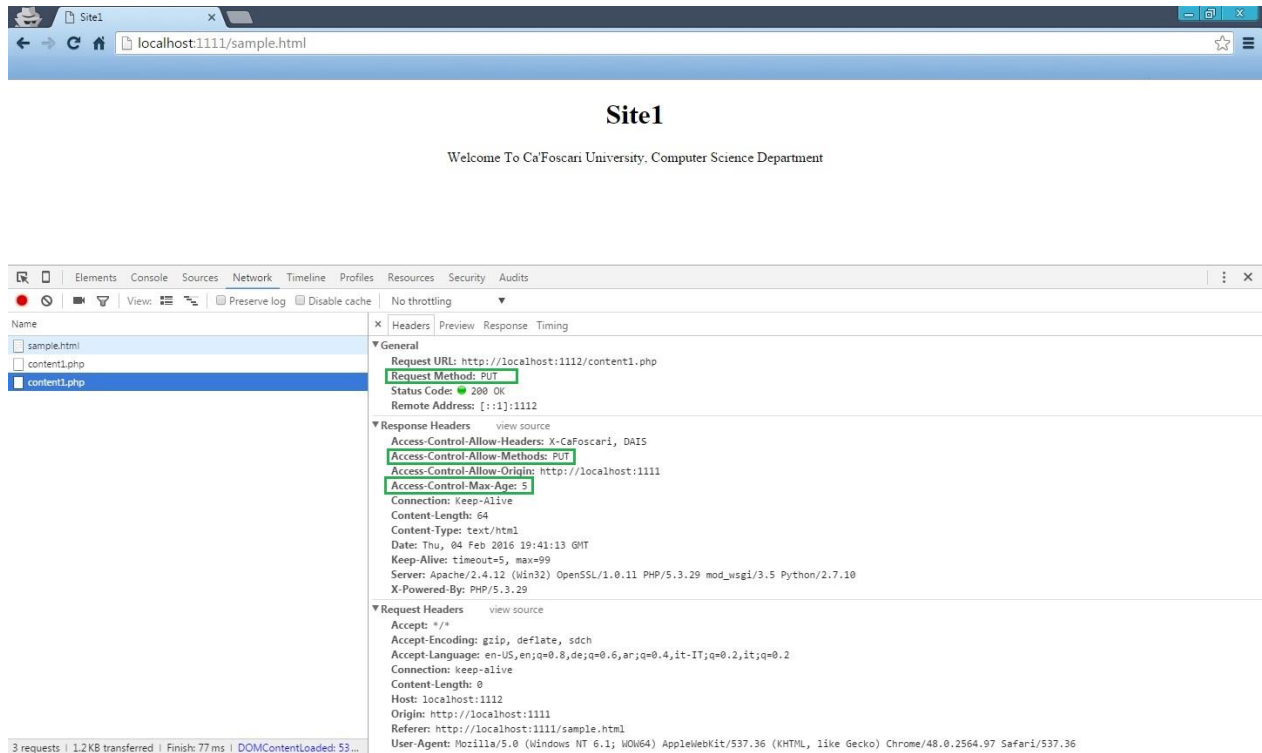 Site1
localhost:1111/sample.html
Site1
Welcome To Ca'Foscari University, Computer Science Department
Elements Console Sources Network Timeline Profiles Resources Security Audits
View: Preserve log Disable cache No throttling
Name
sample.html
content1.php
content1.php
Headers Preview Response Timing
General
Request URL: http://localhost:1112/content1.php
Request Method: PUT
Status Code: 200 OK
Remote Address: [::1]:1112
Response Headers view source
Access-Control-Allow-Headers: X-CaFoscari, DAIS
Access-Control-Allow-Methods: PUT
Access-Control-Allow-Origin: http://localhost:1111
Access-Control-Max-Age: 5
Connection: Keep-Alive
Content-Length: 64
Content-Type: text/html
Date: Thu, 04 Feb 2016 19:41:13 GMT
Keep-Alive: timeout=5, max=99
Server: Apache/2.4.12 (Win32) OpenSSL/1.0.1l PHP/5.3.29 mod_wsgi/3.5 Python/2.7.10
X-Powered-By: PHP/5.3.29
Request Headers view source
Accept: */*
Accept-Encoding: gzip, deflate, sdch
Accept-Language: en-US,en;q=0.8,de;q=0.6,ar;q=0.4,it-IT;q=0.2,it;q=0.2
Connection: keep-alive
Content-Length: 0
Host: localhost:1112
Origin: http://localhost:1111
Referer: http://localhost:1111/sample.html
User-Agent: Mozilla/5.0 (Windows NT 6.1; WOW64) AppleWebKit/537.36 (KHTML, like Gecko) Chrome/48.0.2564.97 Safari/537.36
3 requests | 1.2 KB transferred | Finish: 77 ms | DOMContentLoaded: 53...